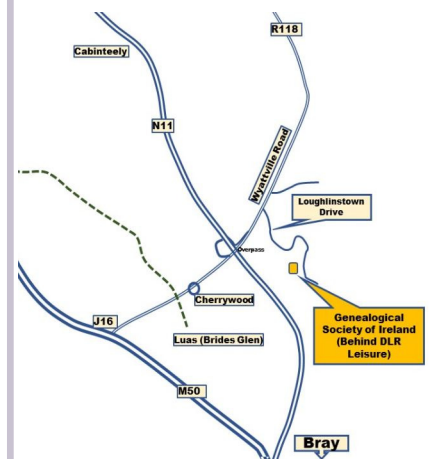 R118
Cabinteely
N11
Wyattville Road
Loughlinstown
Drive
Overpass
Cherrywood
Genealogical
Society of Ireland
(Behind DLR
Leisure)
J16
Luas (Brides Glen)
M50
Bray